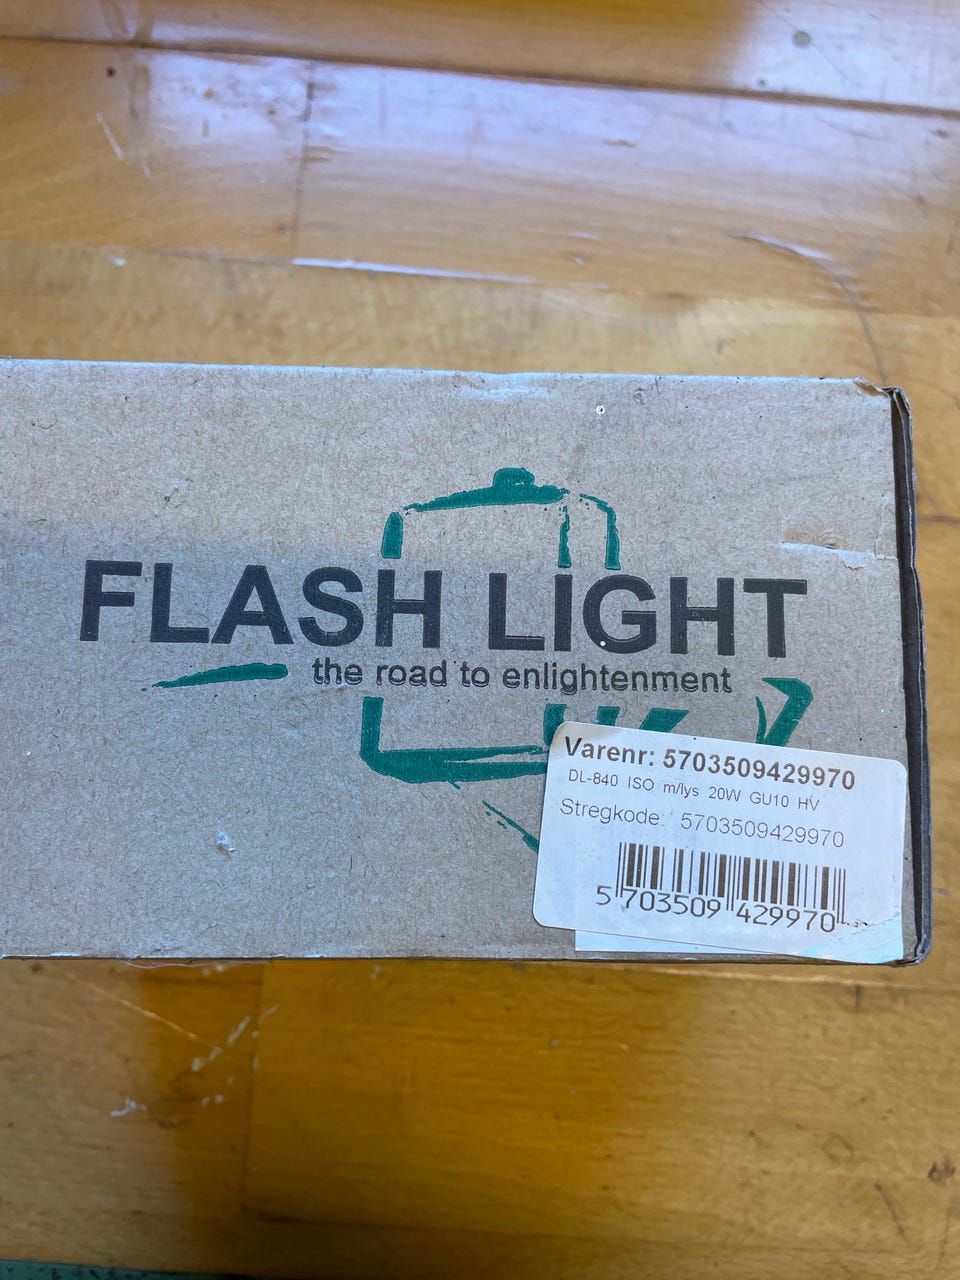 FLASH LIGHT
the road to enlightenment
Varenr: 5703509429970
DL-840 ISO m/lys 20W GU10 HV
Stregkode: 5703509429970
5 703509 429970